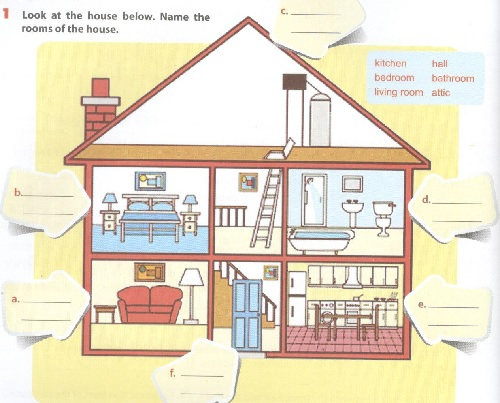 1 Look at the house below. Name the
rooms of the house.
c.
kitchen hall
bedroom bathroom
living room attic
b.
d.
a.
e.
f.